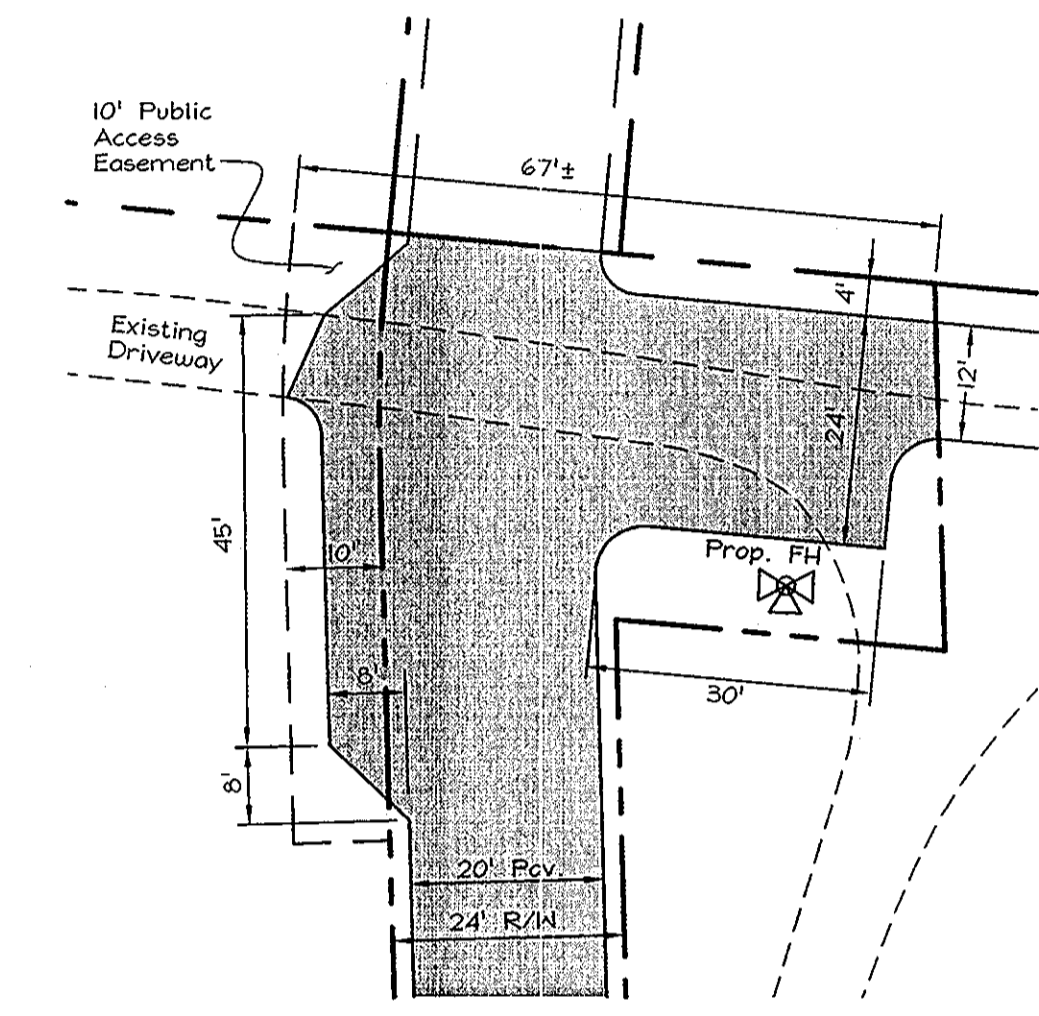 10' Public
Access
Easement
67'±
4'
Existing
Driveway
12'
24'
45'
10'
Prop. FH
8'
30'
8'
20' Pav.
24' R/W